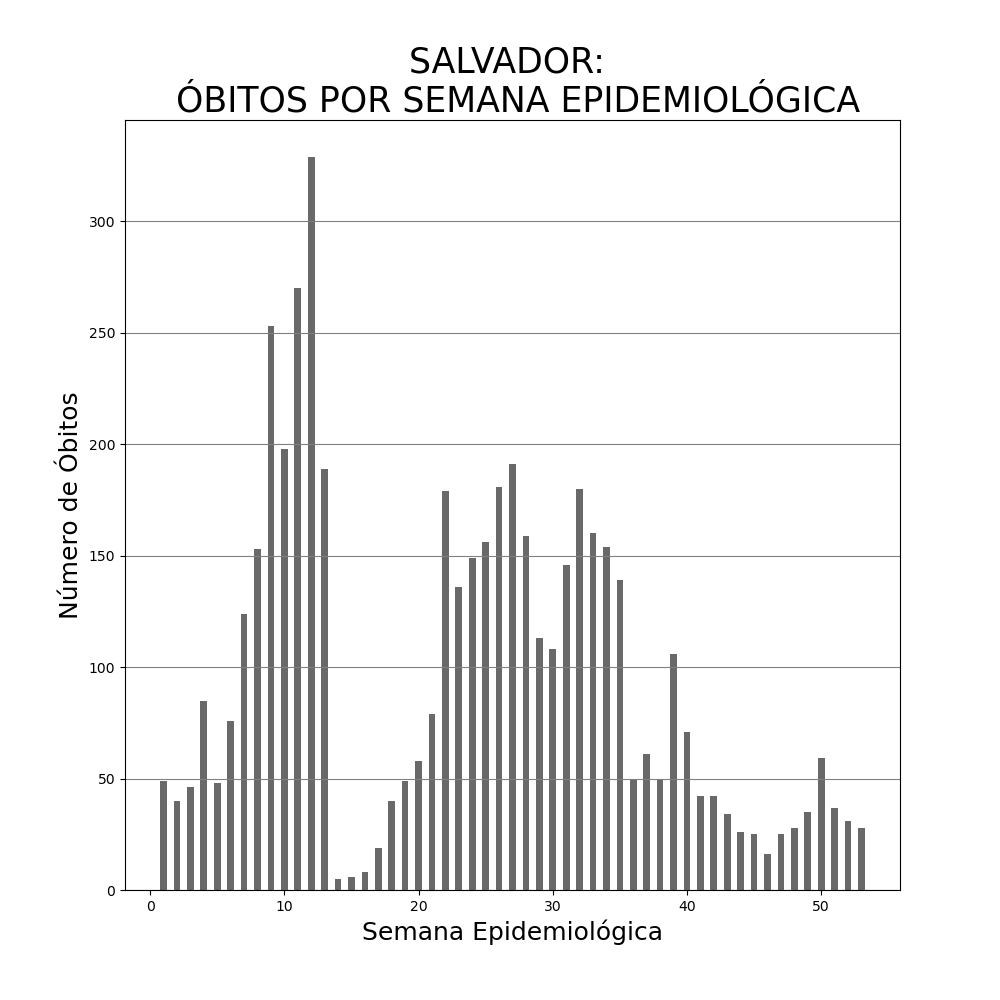 SALVADOR:
ÓBITOS POR SEMANA EPIDEMIOLÓGICA
Número de Óbitos
300
250
200
150
100
50
0
0 10 20 30 40 50
Semana Epidemiológica